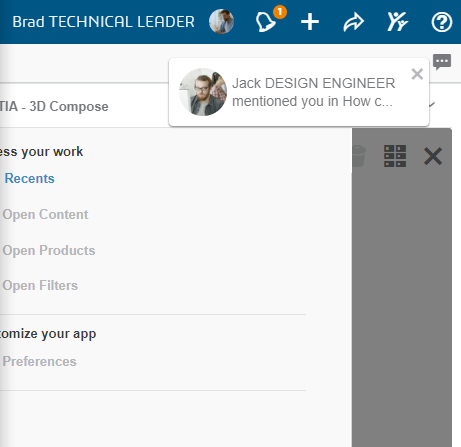 Brad TECHNICAL LEADER
1
Jack DESIGN ENGINEER
mentioned you in How c...
TIA - 3D Compose
ess your work
Recents
Open Content
Open Products
Open Filters
tomize your app
Preferences